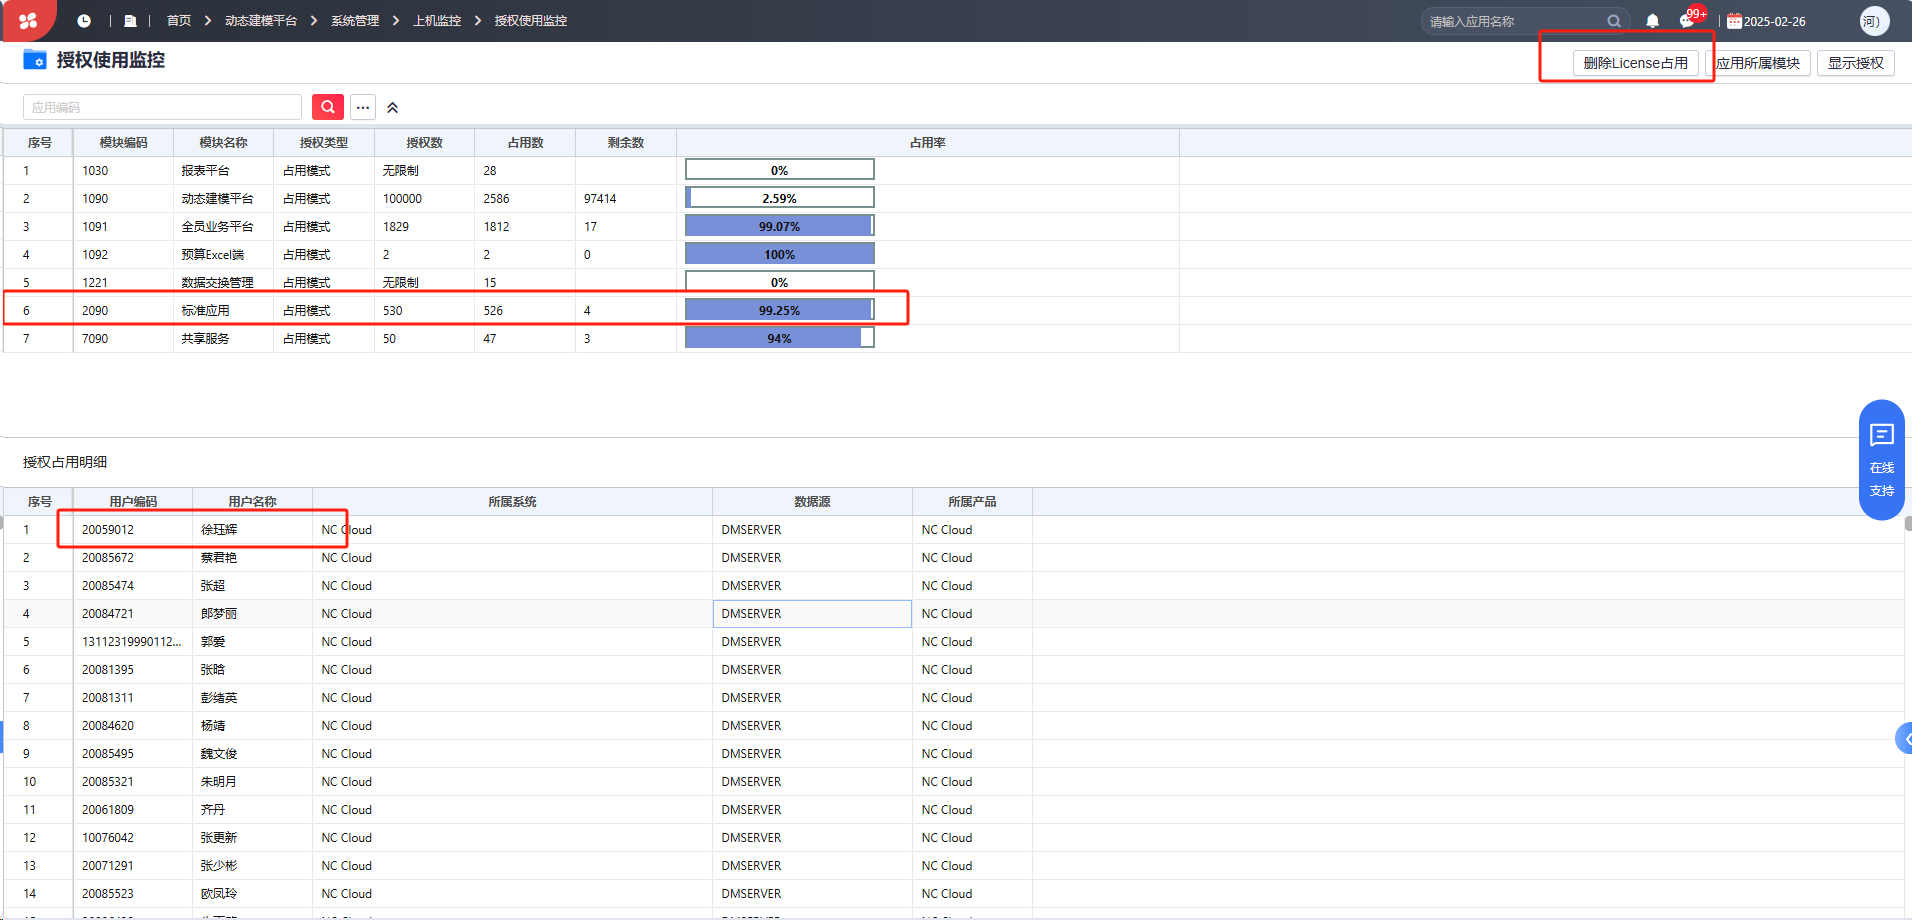 首页 动态建模平台 系统管理 上机监控 授权使用监控 请输入应用名称 99+ 2025-02-26 河)
授权使用监控 删除License占用 应用所属模块 显示授权
应用编码
序号 模块编码 模块名称 授权类型 授权数 占用数 剩余数 占用率
1 1030 报表平台 占用模式 无限制 28 0%
2 1090 动态建模平台 占用模式 100000 2586 97414 2.59%
3 1091 全员业务平台 占用模式 1829 1812 17 99.07%
4 1092 预算Excel端 占用模式 2 2 0 100%
5 1221 数据交换管理 占用模式 无限制 15 0%
6 2090 标准应用 占用模式 530 526 4 99.25%
7 7090 共享服务 占用模式 50 47 3 94%
在线
支持
授权占用明细
序号 用户编码 用户名称 所属系统 数据源 所属产品
1 20059012 徐珏辉 NC Cloud DMSERVER NC Cloud
2 20085672 蔡君艳 NC Cloud DMSERVER NC Cloud
3 20085474 张超 NC Cloud DMSERVER NC Cloud
4 20084721 郎梦丽 NC Cloud DMSERVER NC Cloud
5 13112319990112... 郭爱 NC Cloud DMSERVER NC Cloud
6 20081395 张晗 NC Cloud DMSERVER NC Cloud
7 20081311 彭绪英 NC Cloud DMSERVER NC Cloud
8 20084620 杨靖 NC Cloud DMSERVER NC Cloud
9 20085495 魏文俊 NC Cloud DMSERVER NC Cloud
10 20085321 朱明月 NC Cloud DMSERVER NC Cloud
11 20061809 齐丹 NC Cloud DMSERVER NC Cloud
12 10076042 张更新 NC Cloud DMSERVER NC Cloud
13 20071291 张少彬 NC Cloud DMSERVER NC Cloud
14 20085523 欧凤玲 NC Cloud DMSERVER NC Cloud